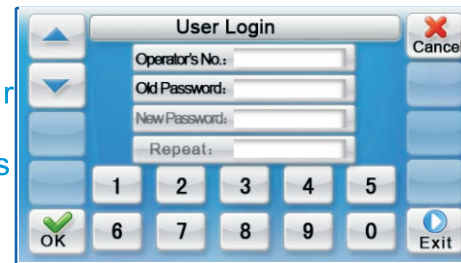 User Login
Cancel
Operator's No.:
r
Old Password:
New Password:
s
Repeat:
1 2 3 4 5
OK
6 7 8 9 0
Exit